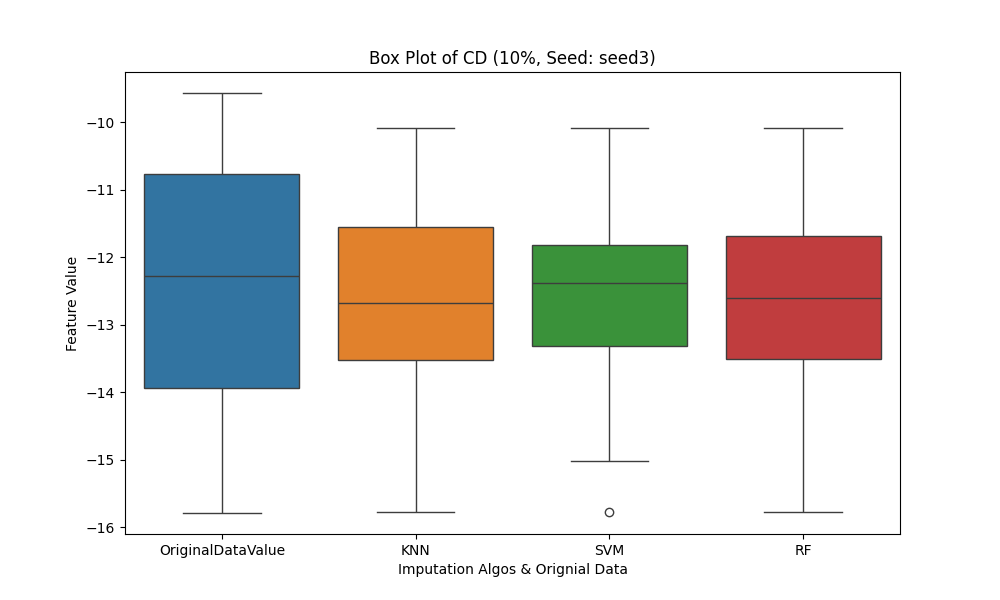 Box Plot of CD (10%, Seed: seed3)
Feature Value
−10
−11
−12
−13
−14
−15
−16
OriginalDataValue
KNN
SVM
RF
Imputation Algos & Orignial Data